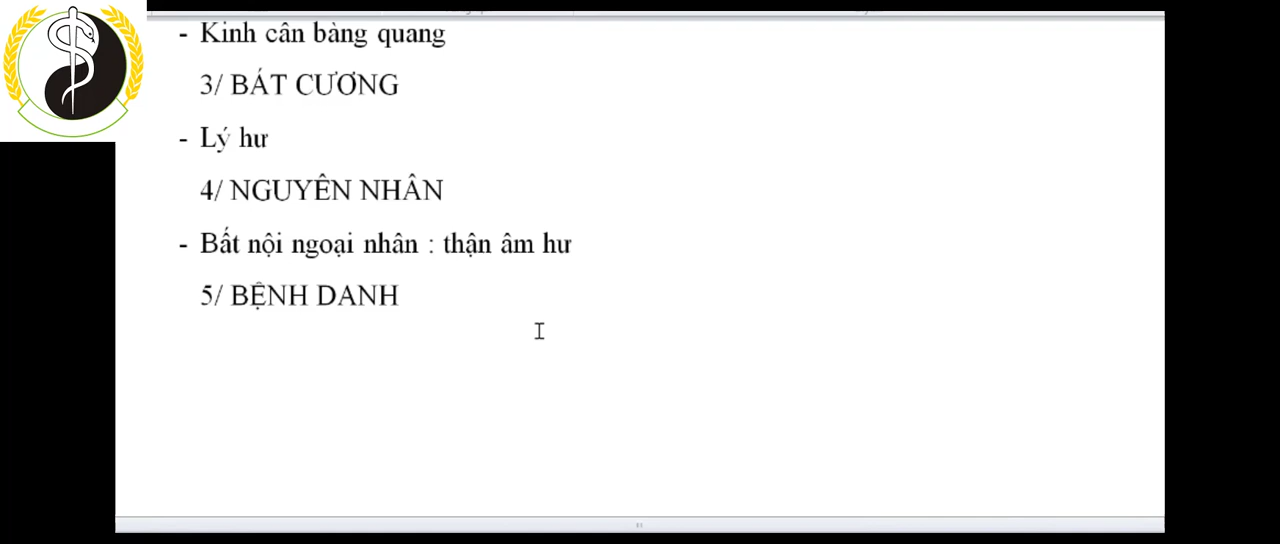 - Kinh cân bàng quang
3/ BÁT CƯƠNG
- Lý hư
4/ NGUYÊN NHÂN
- Bất nội ngoại nhân : thận âm hư
5/ BỆNH DANH